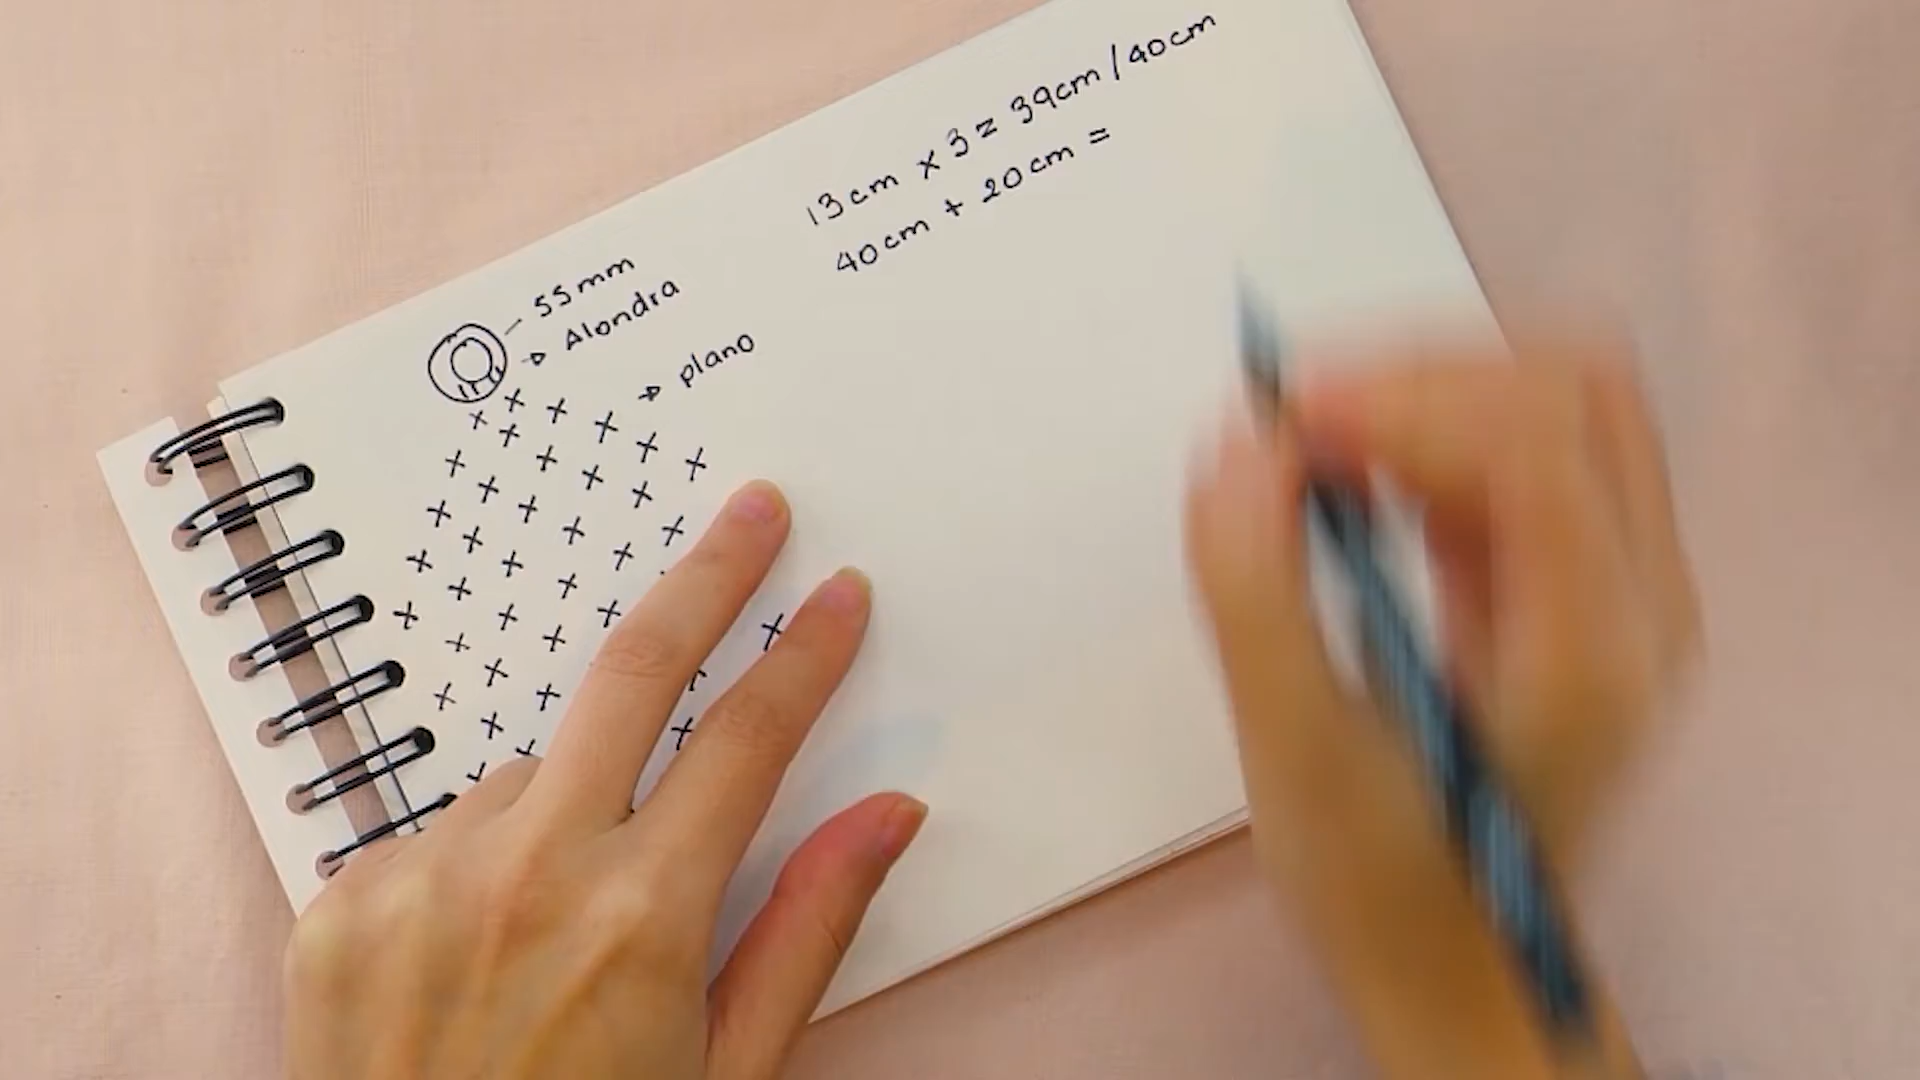 13cm x 3 = 39cm / 40cm
40cm + 20cm =
55mm
Alondra
plano